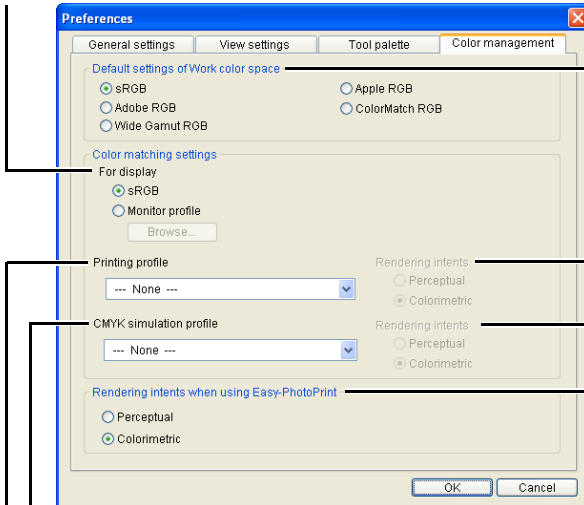 Preferences
General settings View settings Tool palette Color management
Default settings of Work color space
sRGB Apple RGB
Adobe RGB ColorMatch RGB
Wide Gamut RGB
Color matching settings
For display
sRGB
Monitor profile
Browse...
Printing profile Rendering intents
--- None --- Perceptual
Colorimetric
CMYK simulation profile Rendering intents
--- None --- Perceptual
Colorimetric
Rendering intents when using Easy-PhotoPrint
Perceptual
Colorimetric
OK Cancel